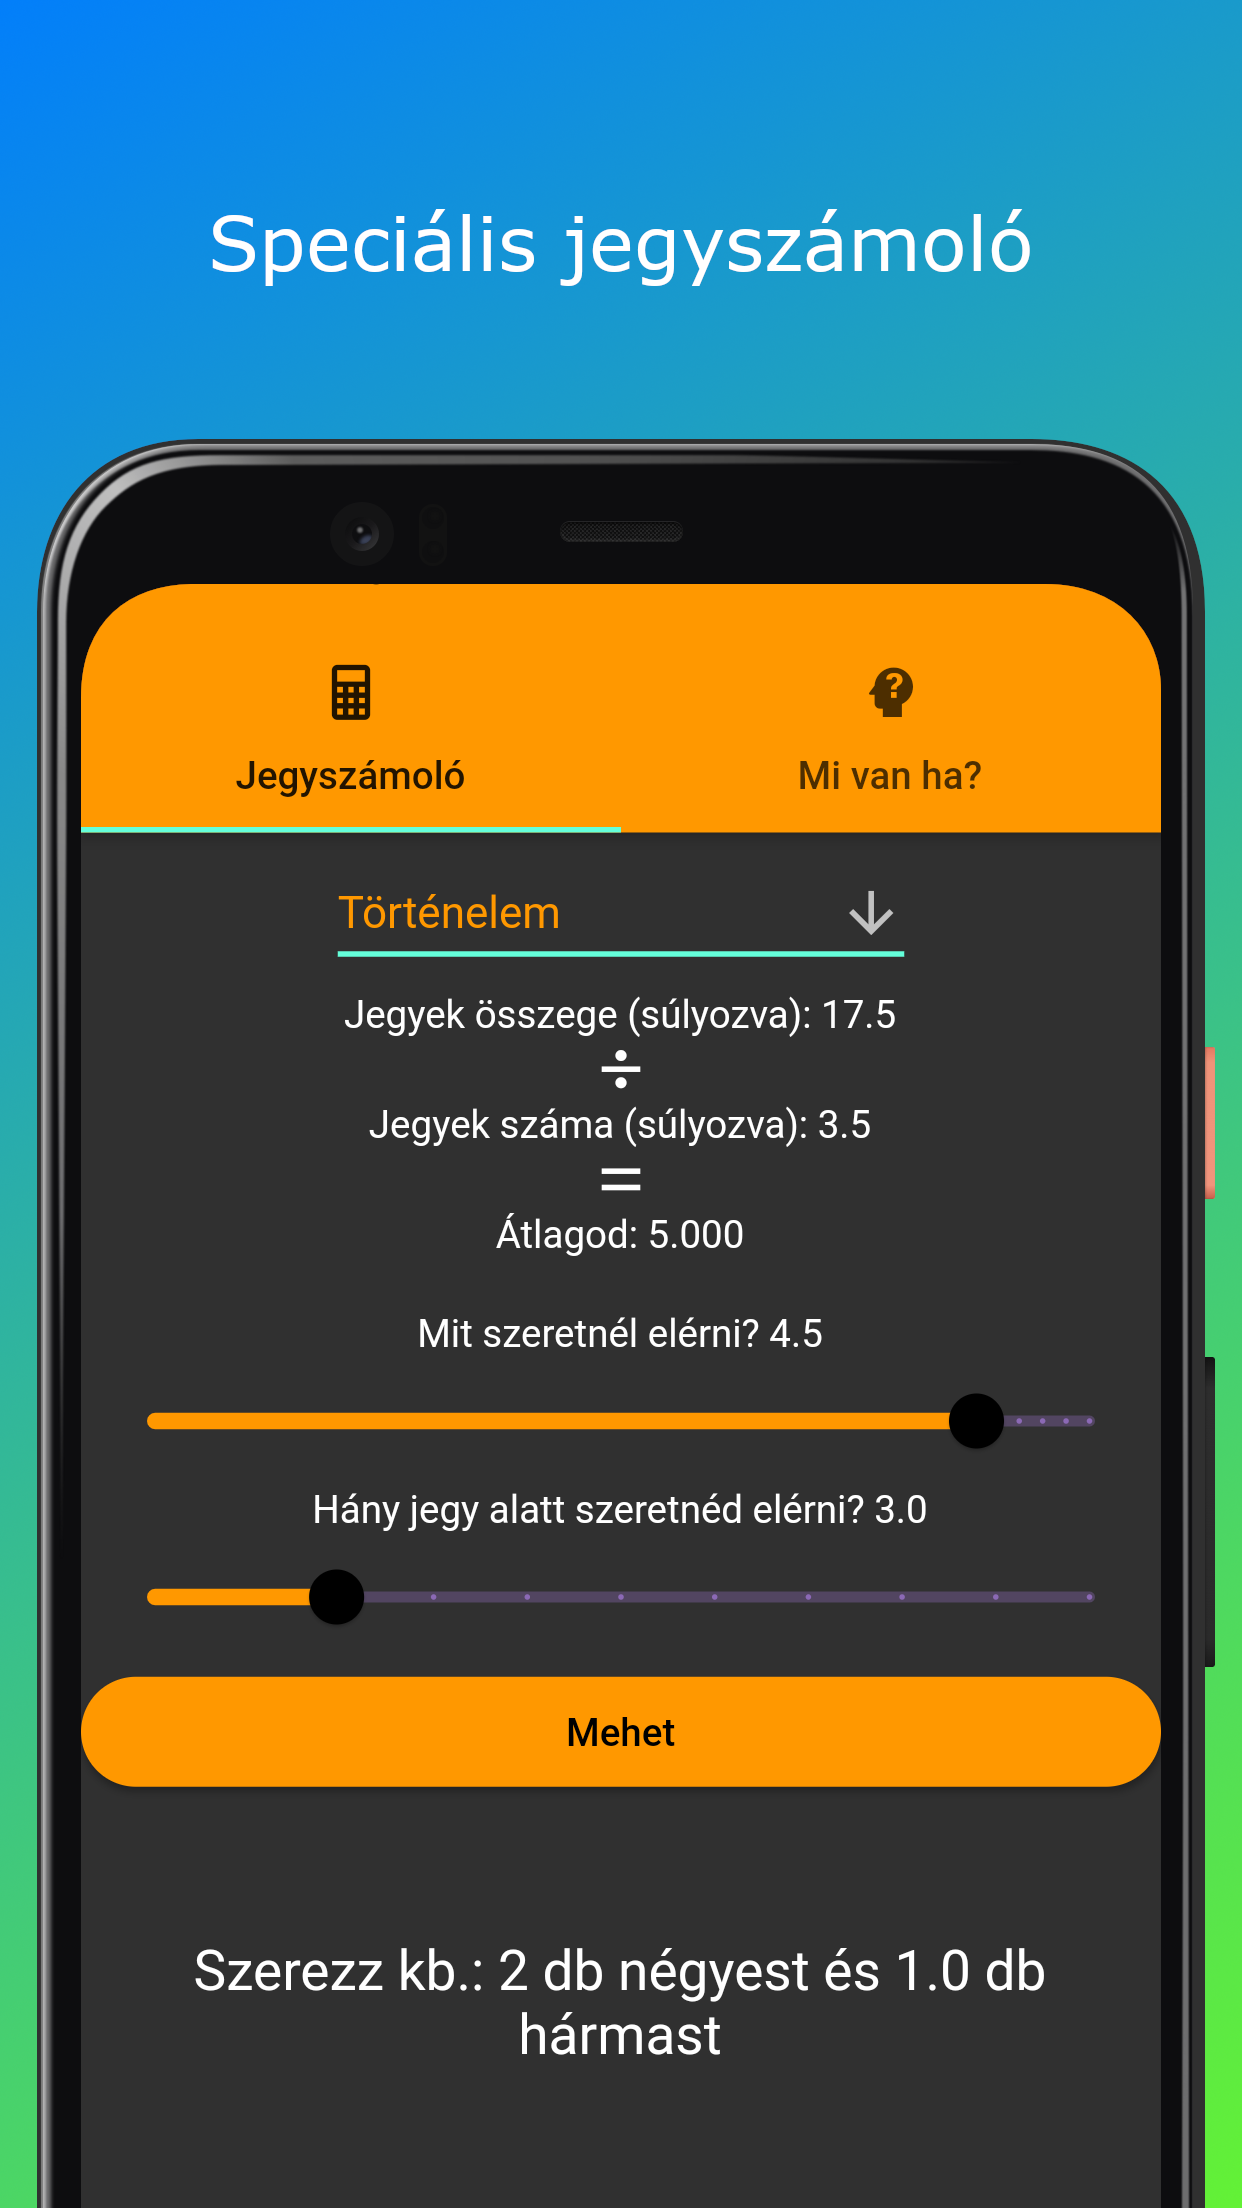 Speciális jegyszámoló
Jegyszámoló
Mi van ha?
Történelem
Jegyek összege (súlyozva): 17.5
÷
Jegyek száma (súlyozva): 3.5
=
Átlagod: 5.000
Mit szeretnél elérni? 4.5
Hány jegy alatt szeretnéd elérni? 3.0
Mehet
Szerezz kb.: 2 db négyest és 1.0 db
hármast